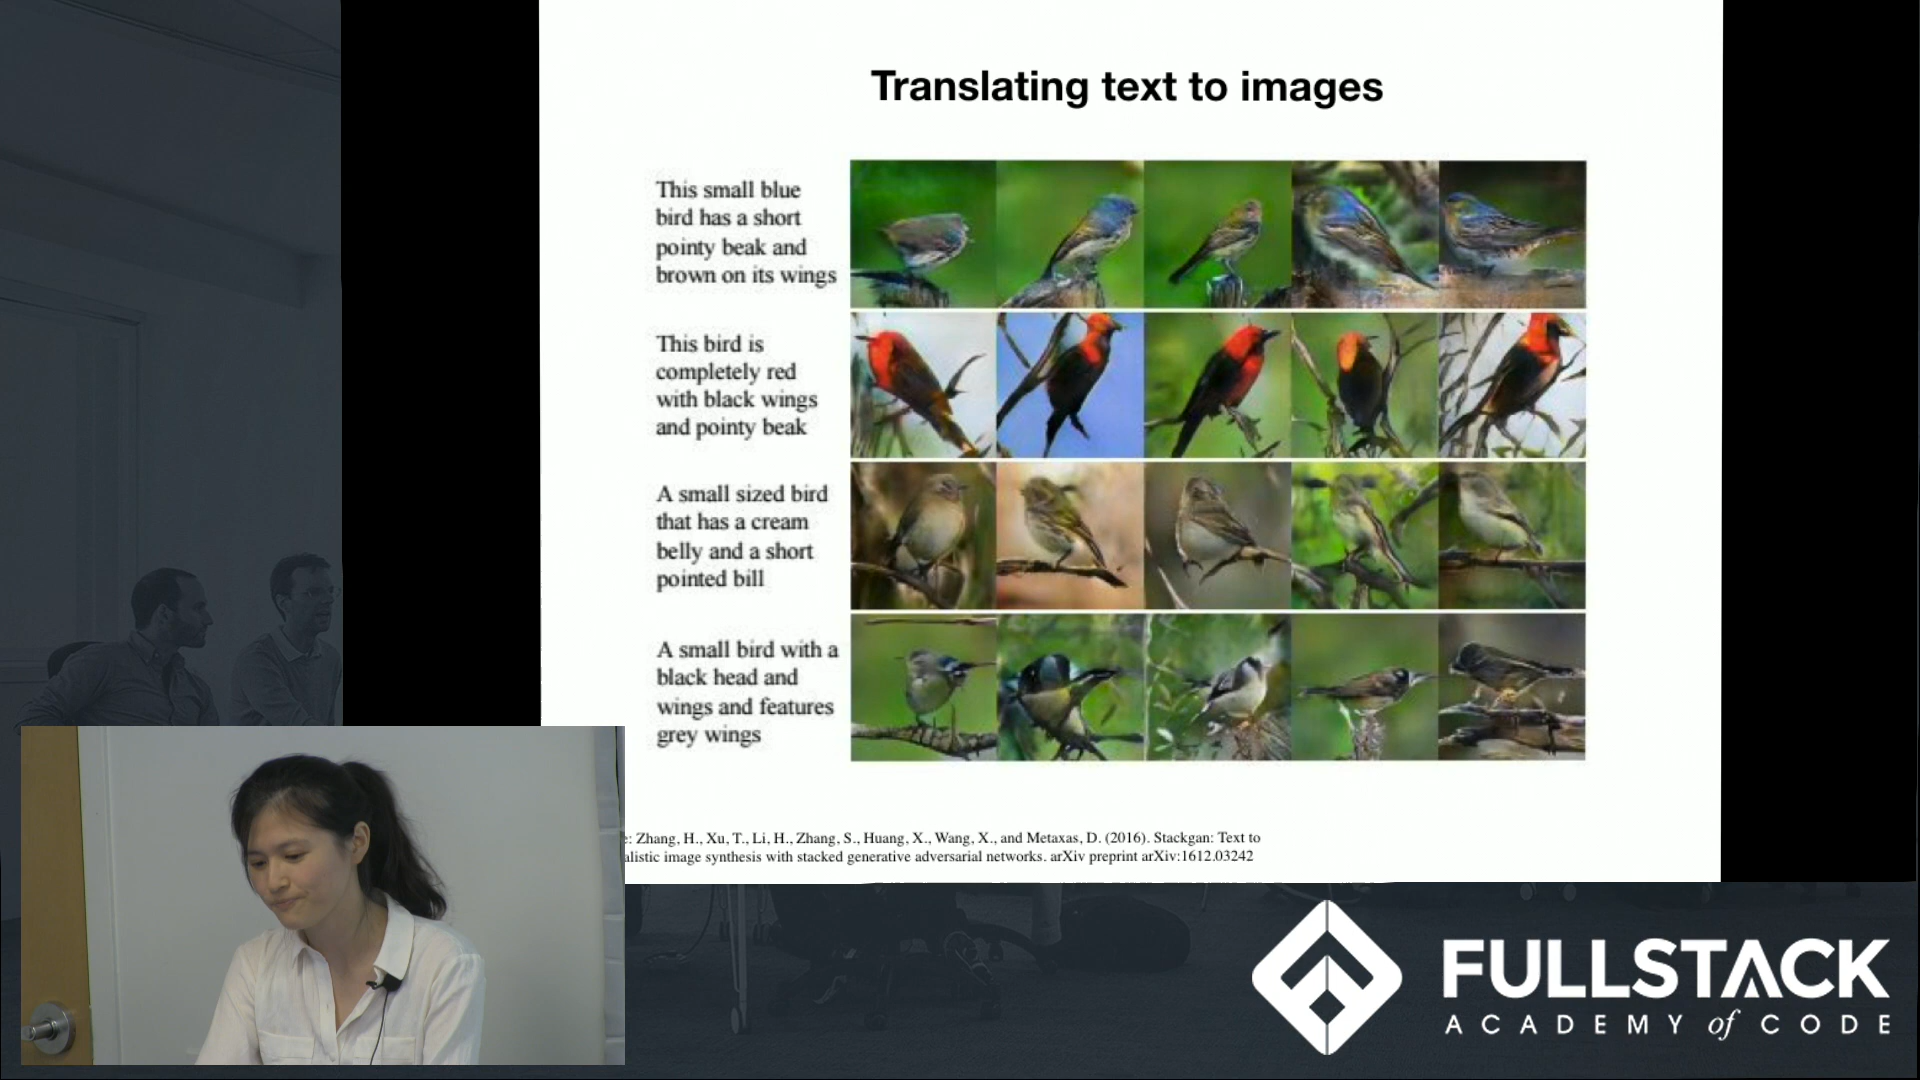 Translating text to images
This small blue
bird has a short
pointy beak and
brown on its wings
This bird is
completely red
with black wings
and pointy beak
A small sized bird
that has a cream
belly and a short
pointed bill
A small bird with a
black head and
wings and features
grey wings
: Zhang, H., Xu, T., Li, H., Zhang, S., Huang, X., Wang, X., and Metaxas, D. (2016). Stackgan: Text to
alistic image synthesis with stacked generative adversarial networks. arXiv preprint arXiv:1612.03242
FULLSTACK
ACADEMY of CODE